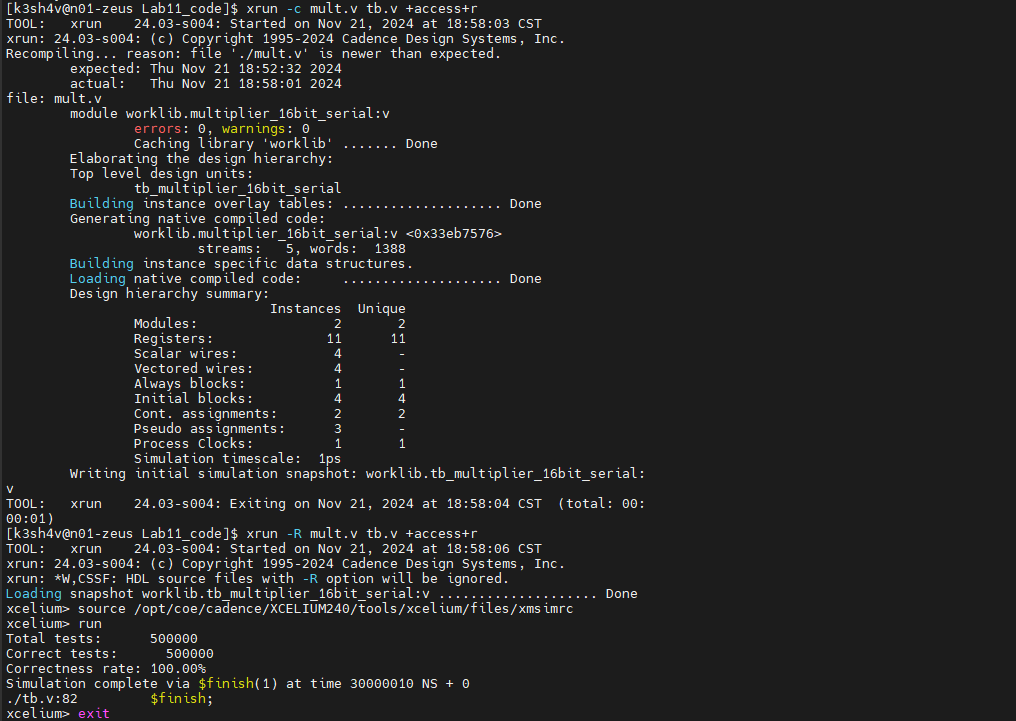 [k3sh4v@n01-zeus Lab11_code]$ xrun -c mult.v tb.v +access+r
TOOL:   xrun    24.03-s004: Started on Nov 21, 2024 at 18:58:03 CST
xrun: 24.03-s004: (c) Copyright 1995-2024 Cadence Design Systems, Inc.
Recompiling... reason: file './mult.v' is newer than expected.
        expected: Thu Nov 21 18:52:32 2024
        actual:   Thu Nov 21 18:58:01 2024
file: mult.v
        module worklib.multiplier_16bit_serial:v
                errors: 0, warnings: 0
                Caching library 'worklib' ....... Done
        Elaborating the design hierarchy:
        Top level design units:
                tb_multiplier_16bit_serial
        Building instance overlay tables: .................... Done
        Generating native compiled code:
                worklib.multiplier_16bit_serial:v <0x33eb7576>
                        streams:   5, words:  1388
        Building instance specific data structures.
        Loading native compiled code:     .................... Done
        Design hierarchy summary:
                                 Instances  Unique
                Modules:                 2       2
                Registers:              11      11
                Scalar wires:            4       -
                Vectored wires:          4       -
                Always blocks:           1       1
                Initial blocks:          4       4
                Cont. assignments:       2       2
                Pseudo assignments:      3       -
                Process Clocks:          1       1
                Simulation timescale:  1ps
        Writing initial simulation snapshot: worklib.tb_multiplier_16bit_serial:
v
TOOL:   xrun    24.03-s004: Exiting on Nov 21, 2024 at 18:58:04 CST  (total: 00:
00:01)
[k3sh4v@n01-zeus Lab11_code]$ xrun -R mult.v tb.v +access+r
TOOL:   xrun    24.03-s004: Started on Nov 21, 2024 at 18:58:06 CST
xrun: 24.03-s004: (c) Copyright 1995-2024 Cadence Design Systems, Inc.
xrun: *W,CSSF: HDL source files with -R option will be ignored.
Loading snapshot worklib.tb_multiplier_16bit_serial:v .................... Done
xcelium> source /opt/coe/cadence/XCELIUM240/tools/xcelium/files/xmsimrc
xcelium> run
Total tests:      500000
Correct tests:      500000
Correctness rate: 100.00%
Simulation complete via $finish(1) at time 30000010 NS + 0
./tb.v:82         $finish;
xcelium> exit